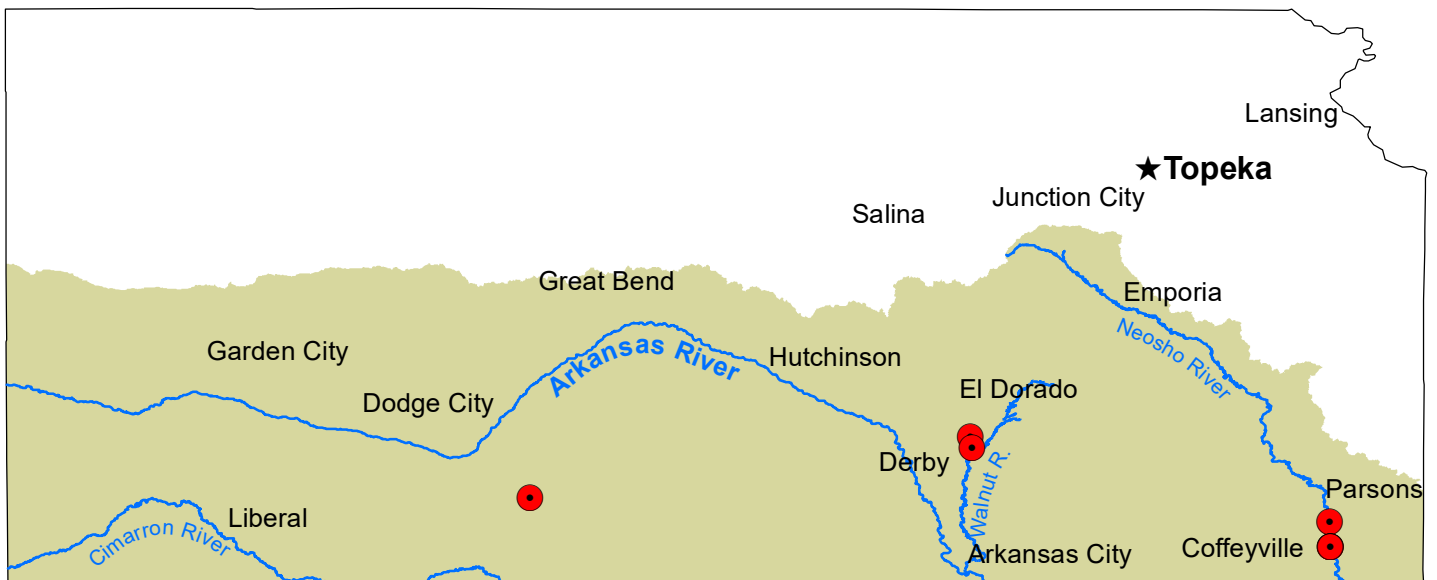 Lansing
★Topeka
Junction City
Salina
Great Bend
Emporia
Neosho River
Garden City
Arkansas River
Hutchinson
Dodge City
El Dorado
Derby
Walnut R.
Parsons
Liberal
Cimarron River
Arkansas City
Coffeyville